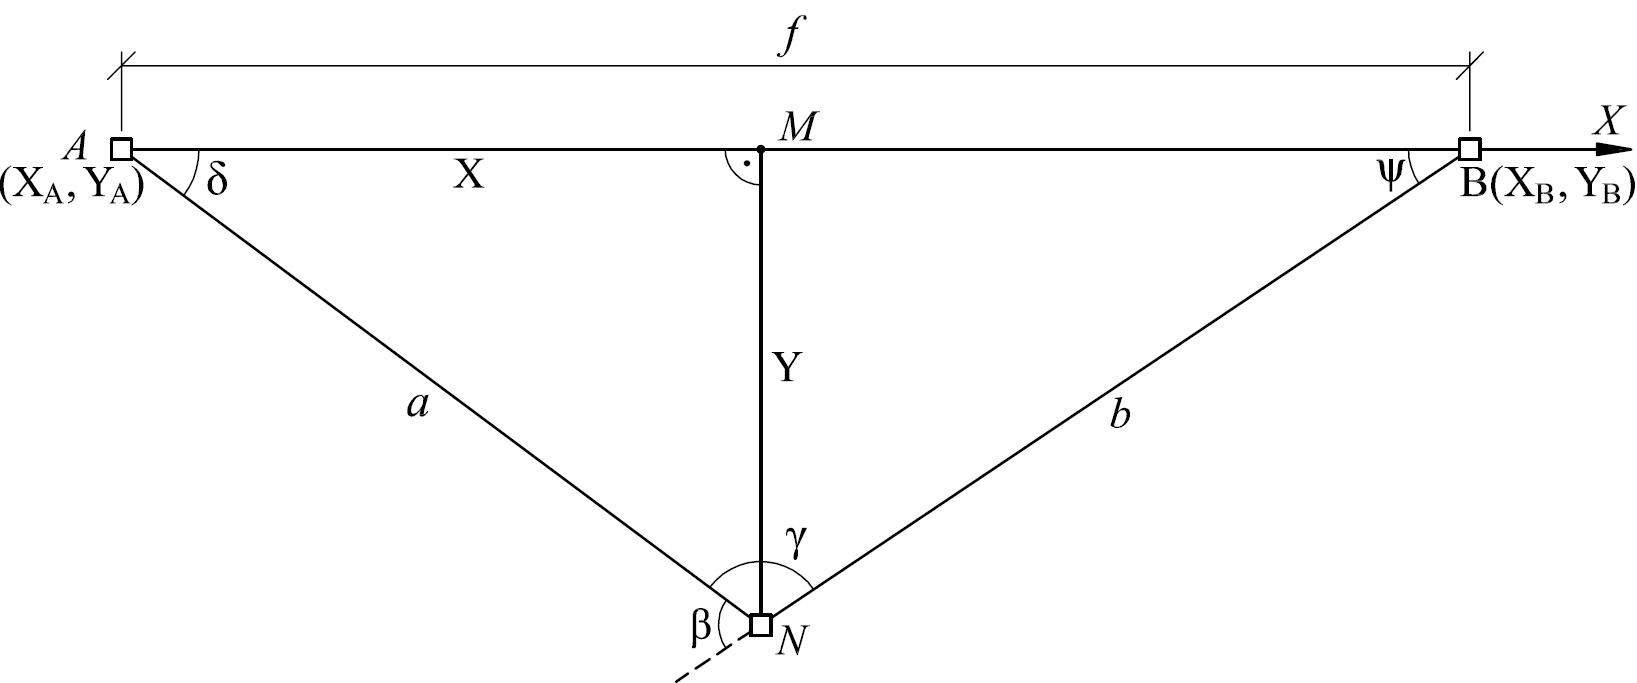 f
A
M
X
(X_A, Y_A)
δ
X
ψ
B(X_B, Y_B)
Y
a
b
γ
β
N